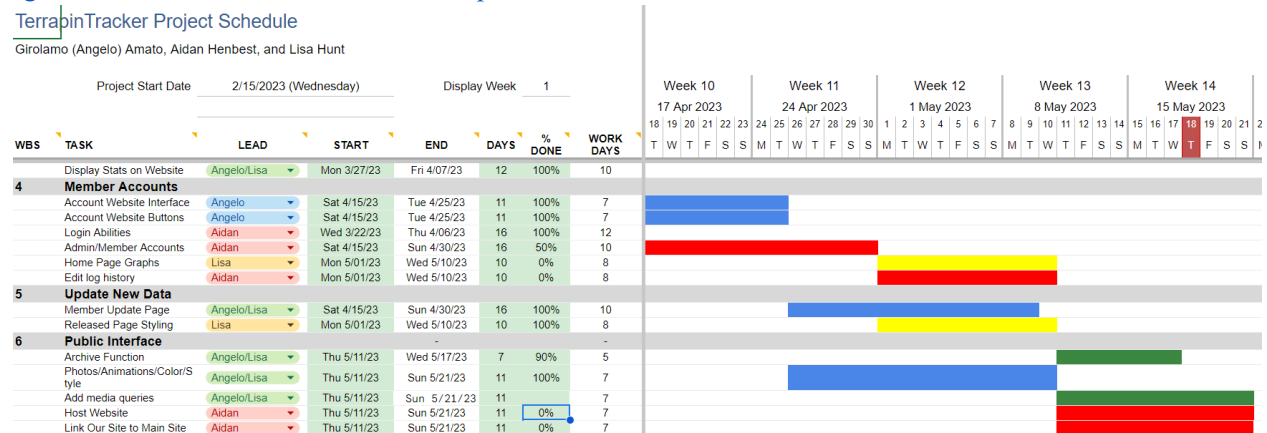 TerrapinTracker Project Schedule
Girolamo (Angelo) Amato, Aidan Henbest, and Lisa Hunt
Project Start Date 2/15/2023 (Wednesday) Display Week 1 Week 10 Week 11 Week 12 Week 13 Week 14
17 Apr 2023 24 Apr 2023 1 May 2023 8 May 2023 15 May 2023
18 19 20 21 22 23 24 25 26 27 28 29 30 1 2 3 4 5 6 7 8 9 10 11 12 13 14 15 16 17 18 19 20 21
WBS TASK LEAD START END DAYS % DONE WORK DAYS T W T F S S M T W T F S S M T W T F S S M T W T F S S M T W T F S S
Display Stats on Website Angelo/Lisa Mon 3/27/23 Fri 4/07/23 12 100% 10
4 Member Accounts
Account Website Interface Angelo Sat 4/15/23 Tue 4/25/23 11 100% 7
Account Website Buttons Angelo Sat 4/15/23 Tue 4/25/23 11 100% 7
Login Abilities Aidan Wed 3/22/23 Thu 4/06/23 16 100% 12
Admin/Member Accounts Aidan Sat 4/15/23 Sun 4/30/23 16 50% 10
Home Page Graphs Lisa Mon 5/01/23 Wed 5/10/23 10 0% 8
Edit log history Aidan Mon 5/01/23 Wed 5/10/23 10 0% 8
5 Update New Data
Member Update Page Angelo/Lisa Sat 4/15/23 Sun 4/30/23 16 100% 10
Released Page Styling Lisa Mon 5/01/23 Wed 5/10/23 10 100% 8
6 Public Interface - -
Archive Function Angelo/Lisa Thu 5/11/23 Wed 5/17/23 7 90% 5
Photos/Animations/Color/S
tyle Angelo/Lisa Thu 5/11/23 Sun 5/21/23 11 100% 7
Add media queries Angelo/Lisa Thu 5/11/23 Sun 5/21/23 11 7
Host Website Aidan Thu 5/11/23 Sun 5/21/23 11 0% 7
Link Our Site to Main Site Aidan Thu 5/11/23 Sun 5/21/23 11 0% 7